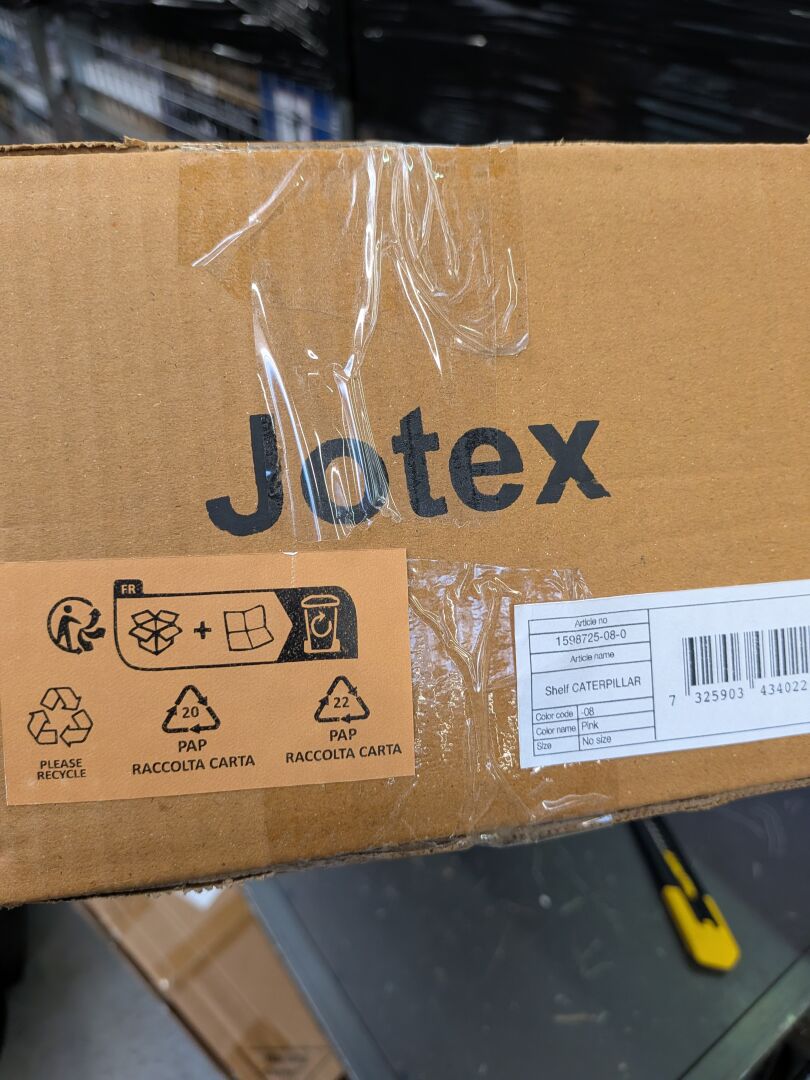 Jotex
FR
20
PAP
RACCOLTA CARTA
22
PAP
RACCOLTA CARTA
PLEASE
RECYCLE
Article no
1598725-08-0
Article name
Shelf CATERPILLAR
Color code -08
Color name Pink
Size No size
7 325903 434022